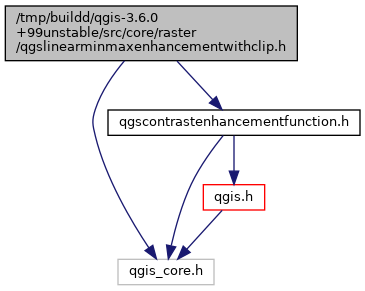 /tmp/buildd/qgis-3.6.0
+99unstable/src/core/raster
/qgslinearminmaxenhancementwithclip.h
qgscontrastenhancementfunction.h
qgis.h
qgis_core.h